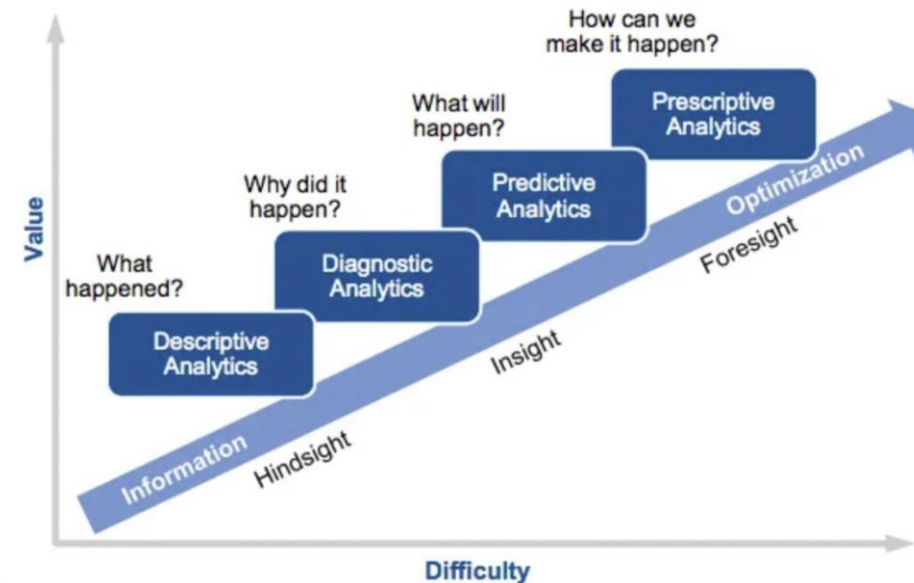 How can we
make it happen?
Prescriptive
Analytics
What will
happen?
Predictive
Analytics
Why did it
happen?
Diagnostic
Analytics
What
happened?
Descriptive
Analytics
Value
Information
Optimization
Hindsight
Insight
Foresight
Difficulty